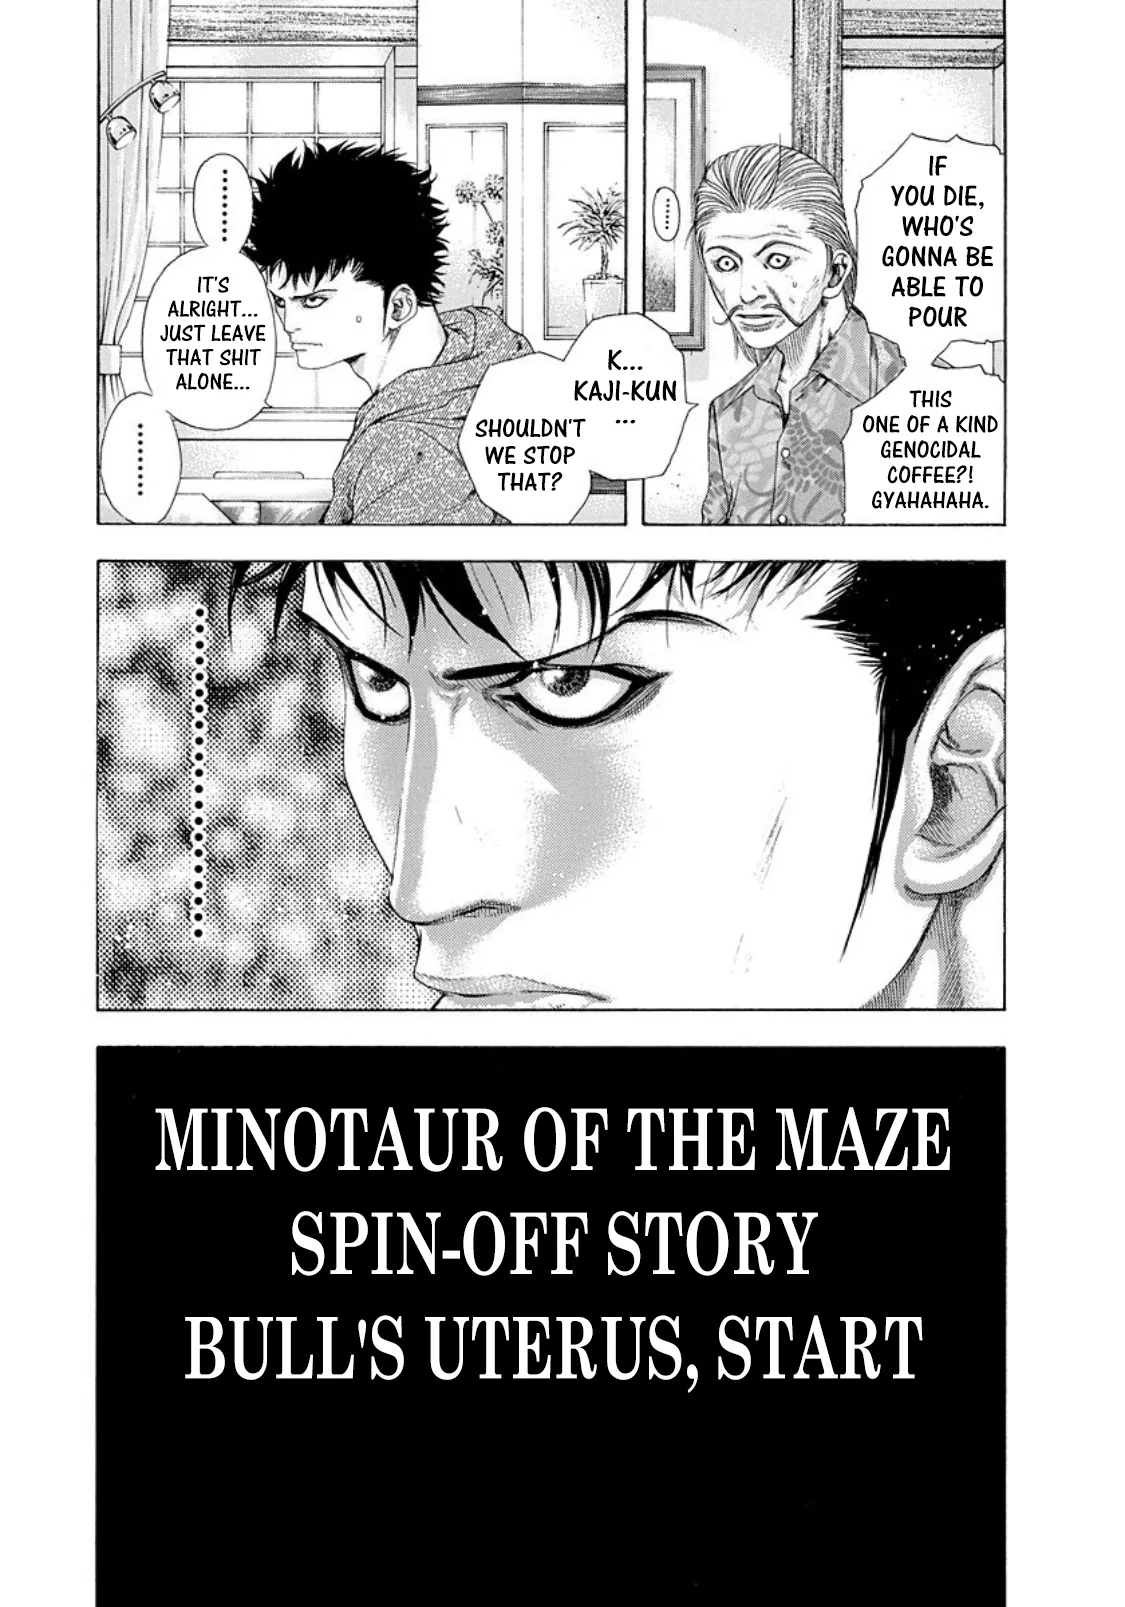 IF
YOU DIE,
WHO'S
GONNA BE
ABLE TO
POUR
THIS
ONE OF A KIND
GENOCIDAL
COFFEE?!
GYAHAHAHA.
........
K...
KAJI-KUN
...
SHOULDN'T
WE STOP
THAT?
.........
IT'S
ALRIGHT...
JUST LEAVE
THAT SHIT
ALONE...
........
.....................
MINOTAUR OF THE MAZE
SPIN-OFF STORY
BULL'S UTERUS, START